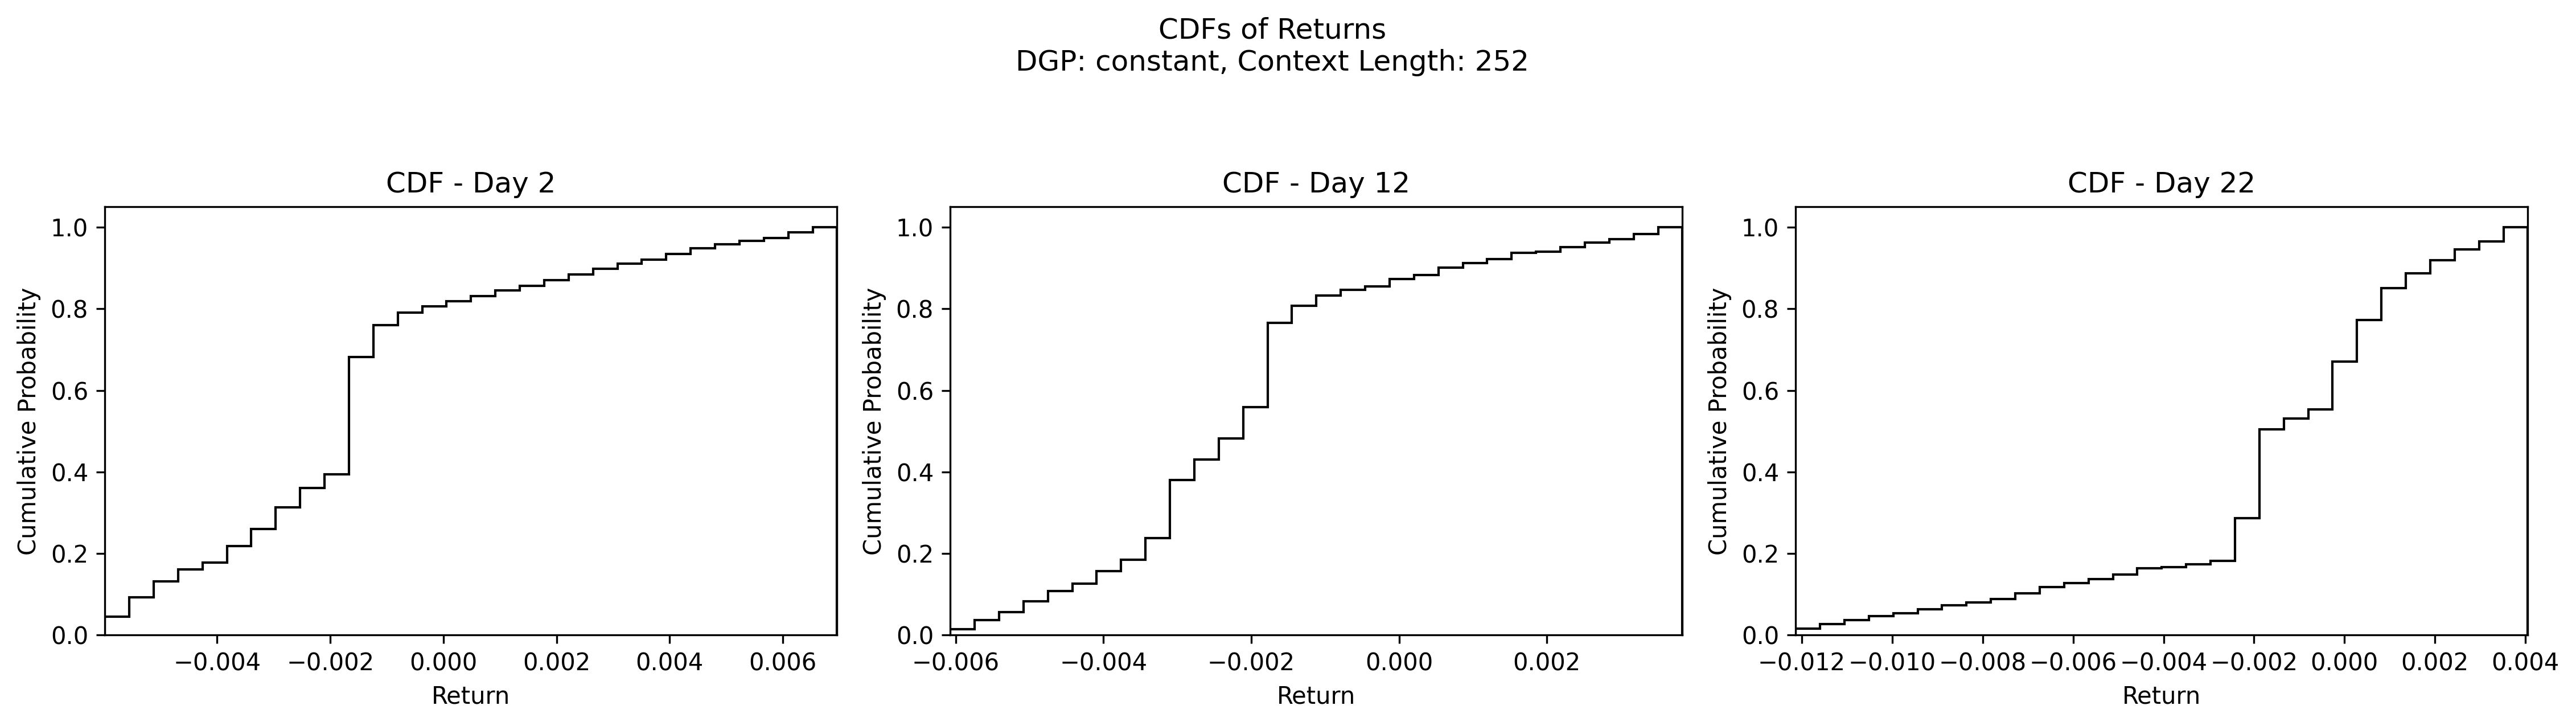 CDFs of Returns
DGP: constant, Context Length: 252
CDF - Day 2
Cumulative Probability
1.0
0.8
0.6
0.4
0.2
0.0
−0.004 −0.002 0.000 0.002 0.004 0.006
Return
CDF - Day 12
Cumulative Probability
1.0
0.8
0.6
0.4
0.2
0.0
−0.006 −0.004 −0.002 0.000 0.002
Return
CDF - Day 22
Cumulative Probability
1.0
0.8
0.6
0.4
0.2
0.0
−0.012 −0.010 −0.008 −0.006 −0.004 −0.002 0.000 0.002 0.004
Return